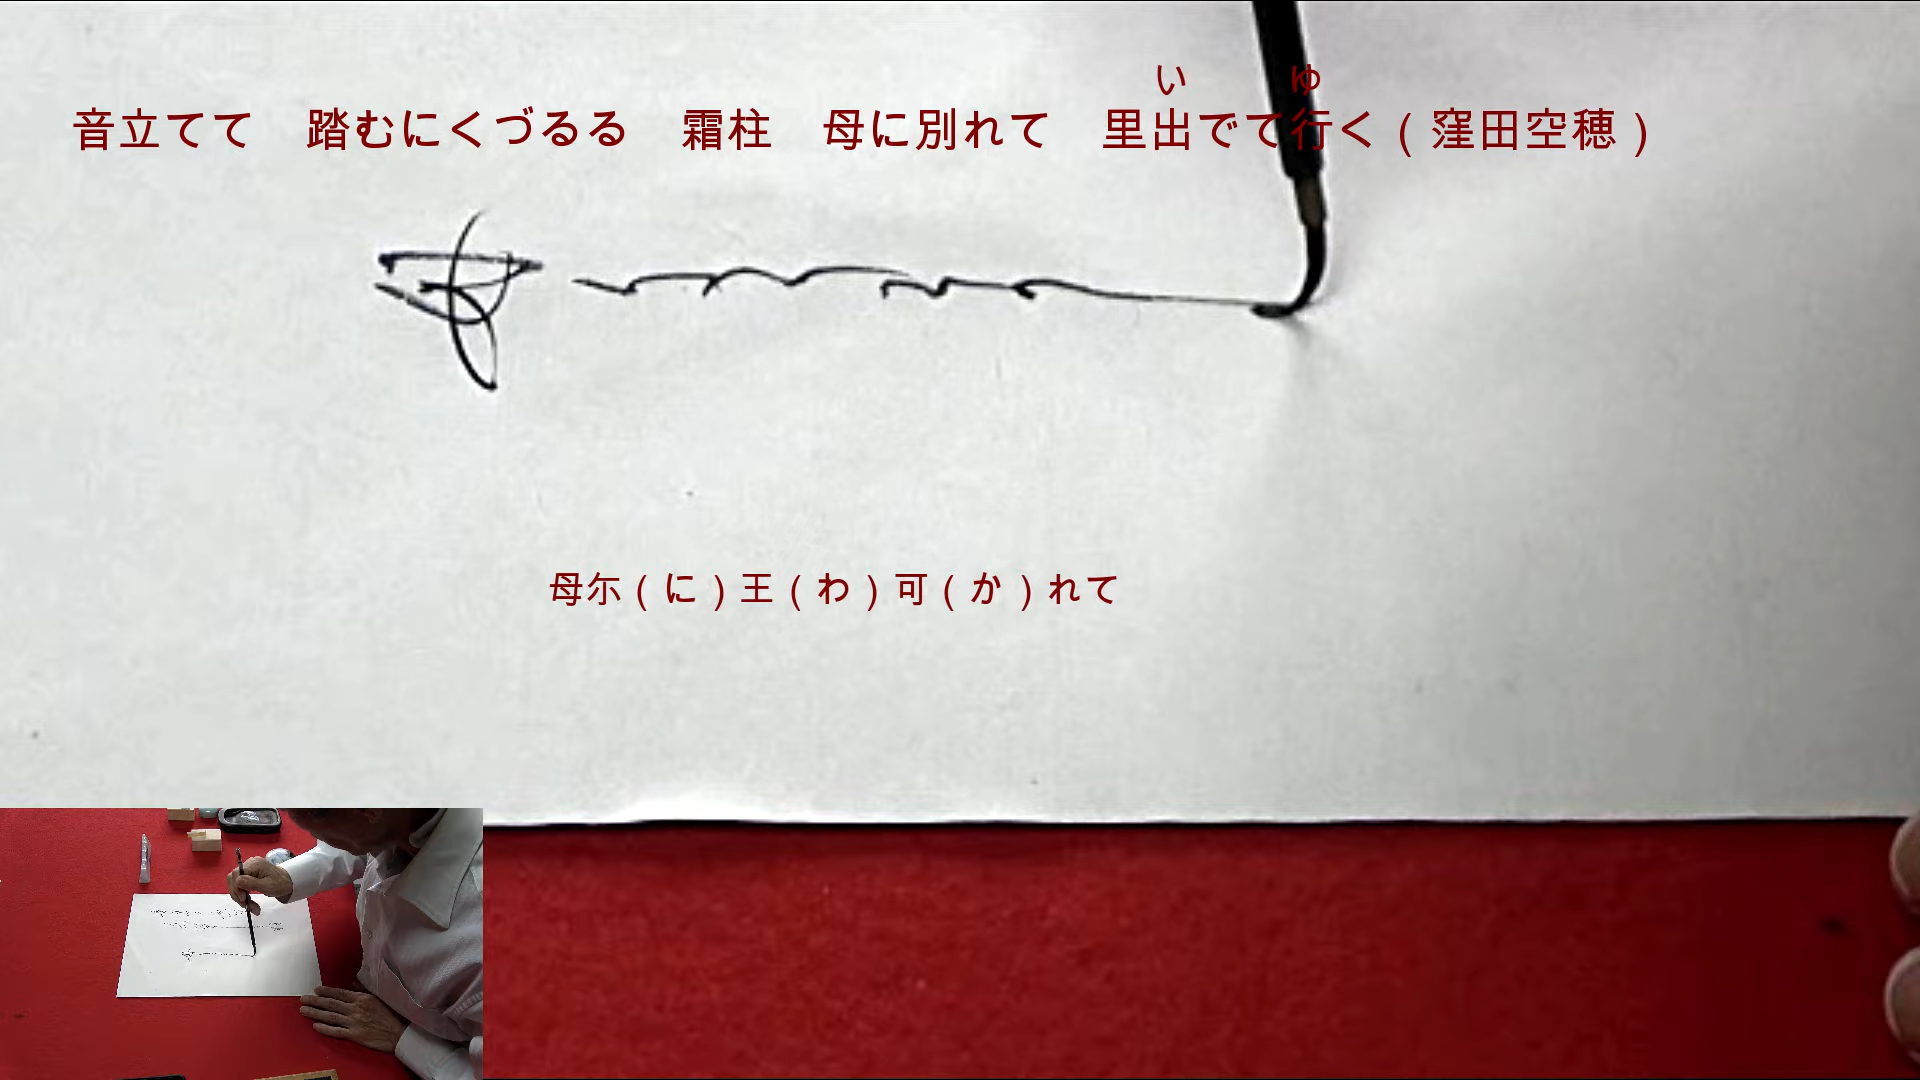 い ゆ
音立てて 踏むにくづるる 霜柱 母に別れて 里出でて行く(窪田空穂)
母尓(に)王(わ)可(か)れて